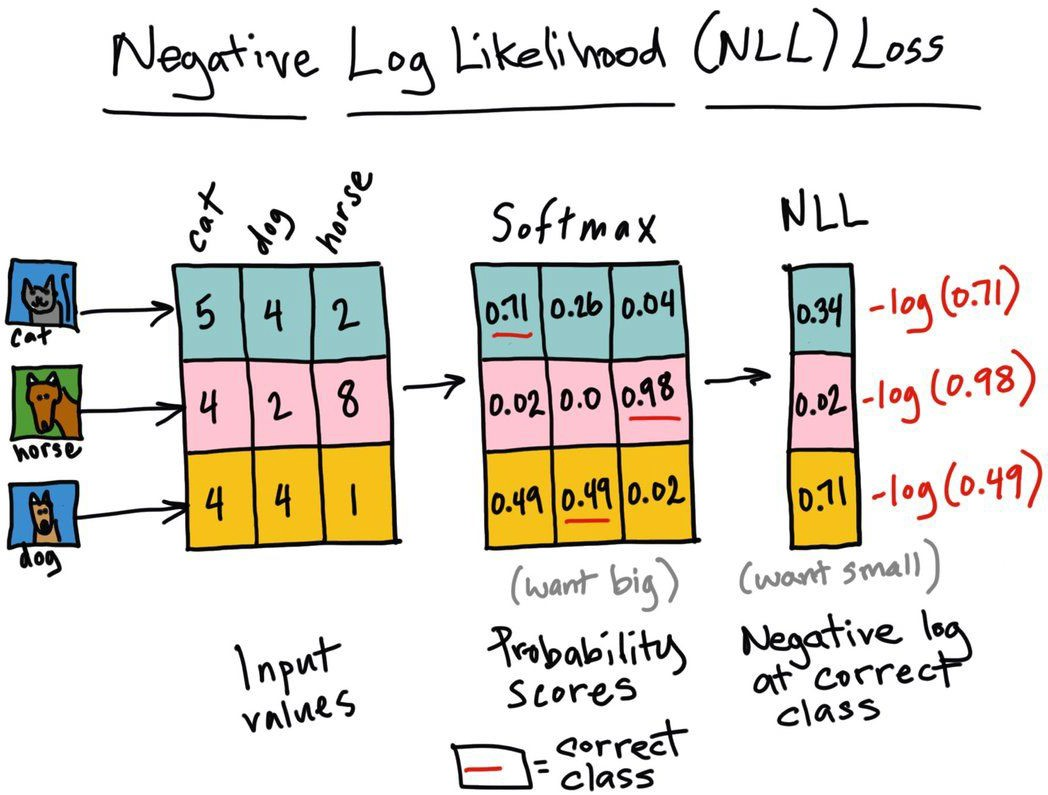 Negative Log Likelihood (NLL) Loss
cat dog horse
Softmax
NLL
cat
5 4 2
0.71 0.26 0.04
0.34
-log(0.71)
horse
4 2 8
0.02 0.0 0.98
0.02
-log(0.98)
dog
4 4 1
0.49 0.49 0.02
0.71
-log(0.49)
(want big)
(want small)
Input
values
Probability
scores
Negative log
at correct
class
= correct
class